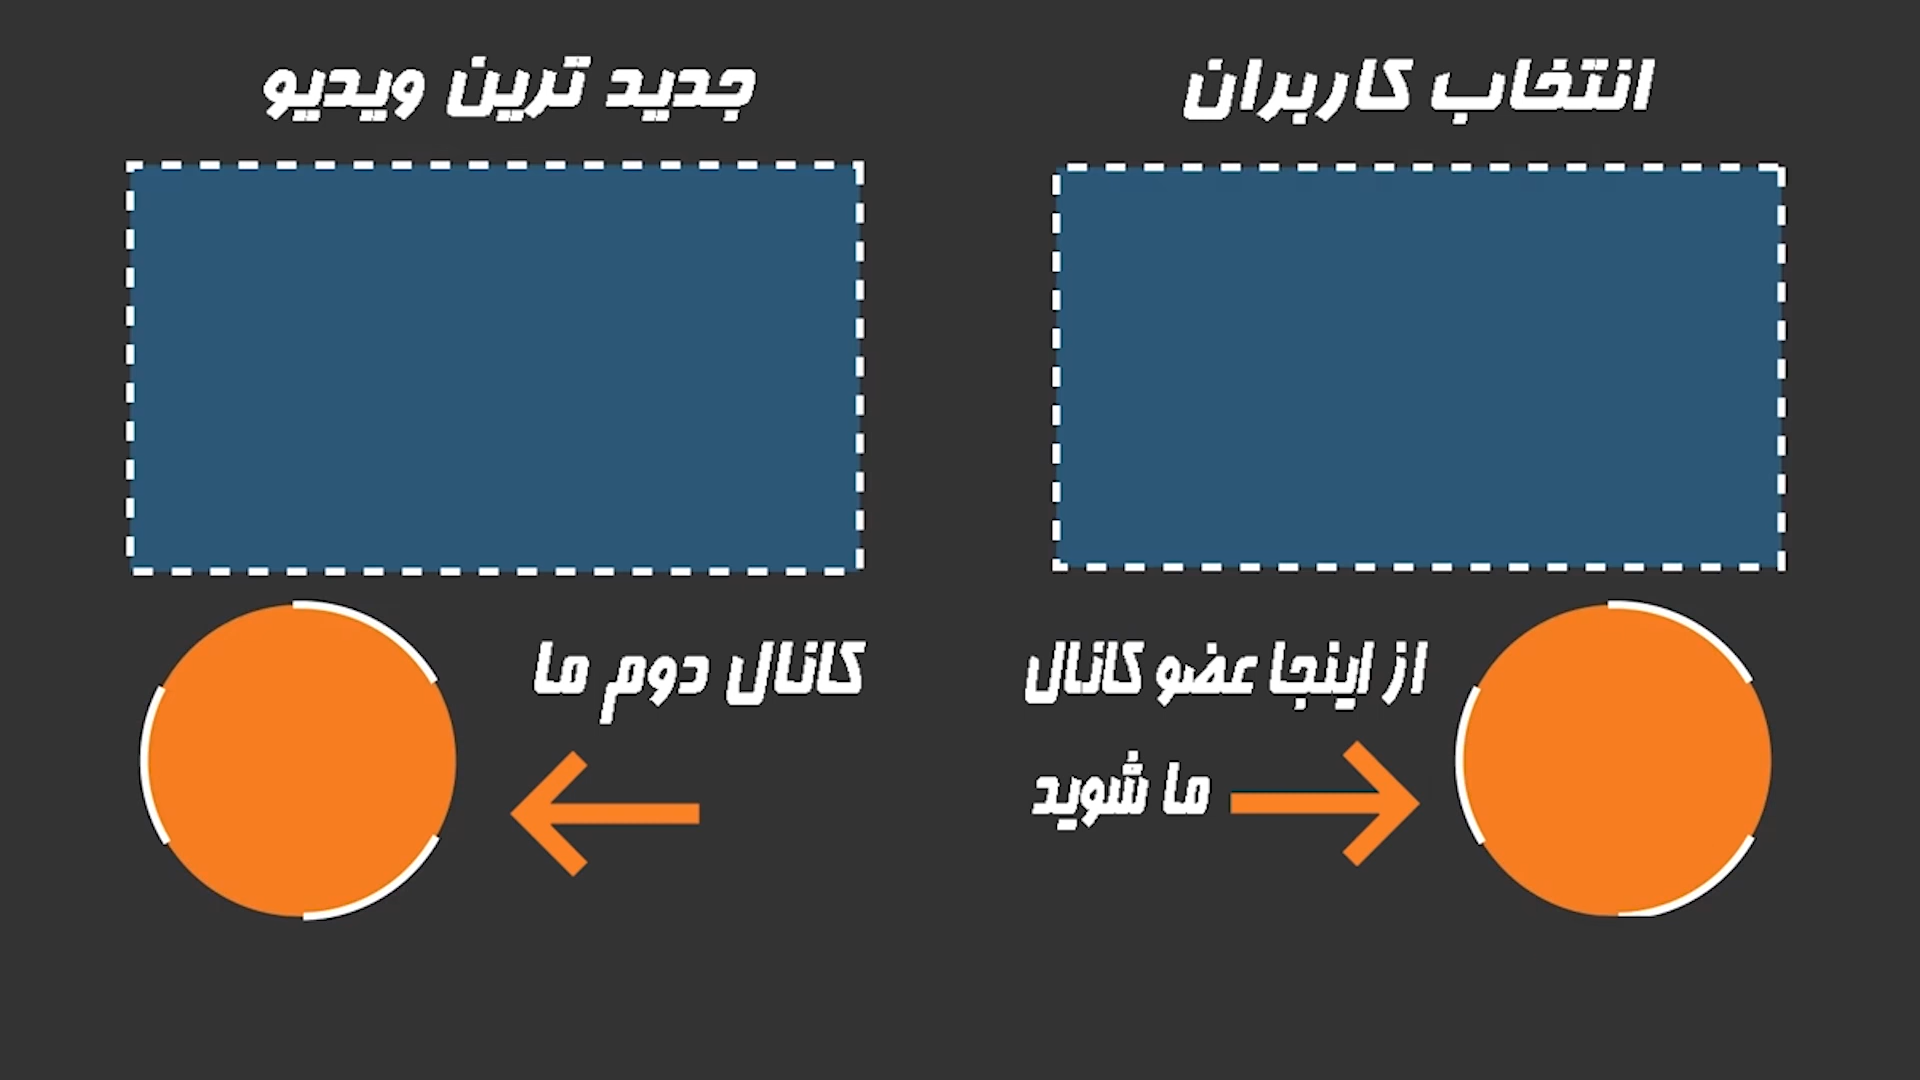 انتخاب کاربران
جدید ترین ویدیو
از اینجا عضو کانال
ما شوید
کانال دوم ما